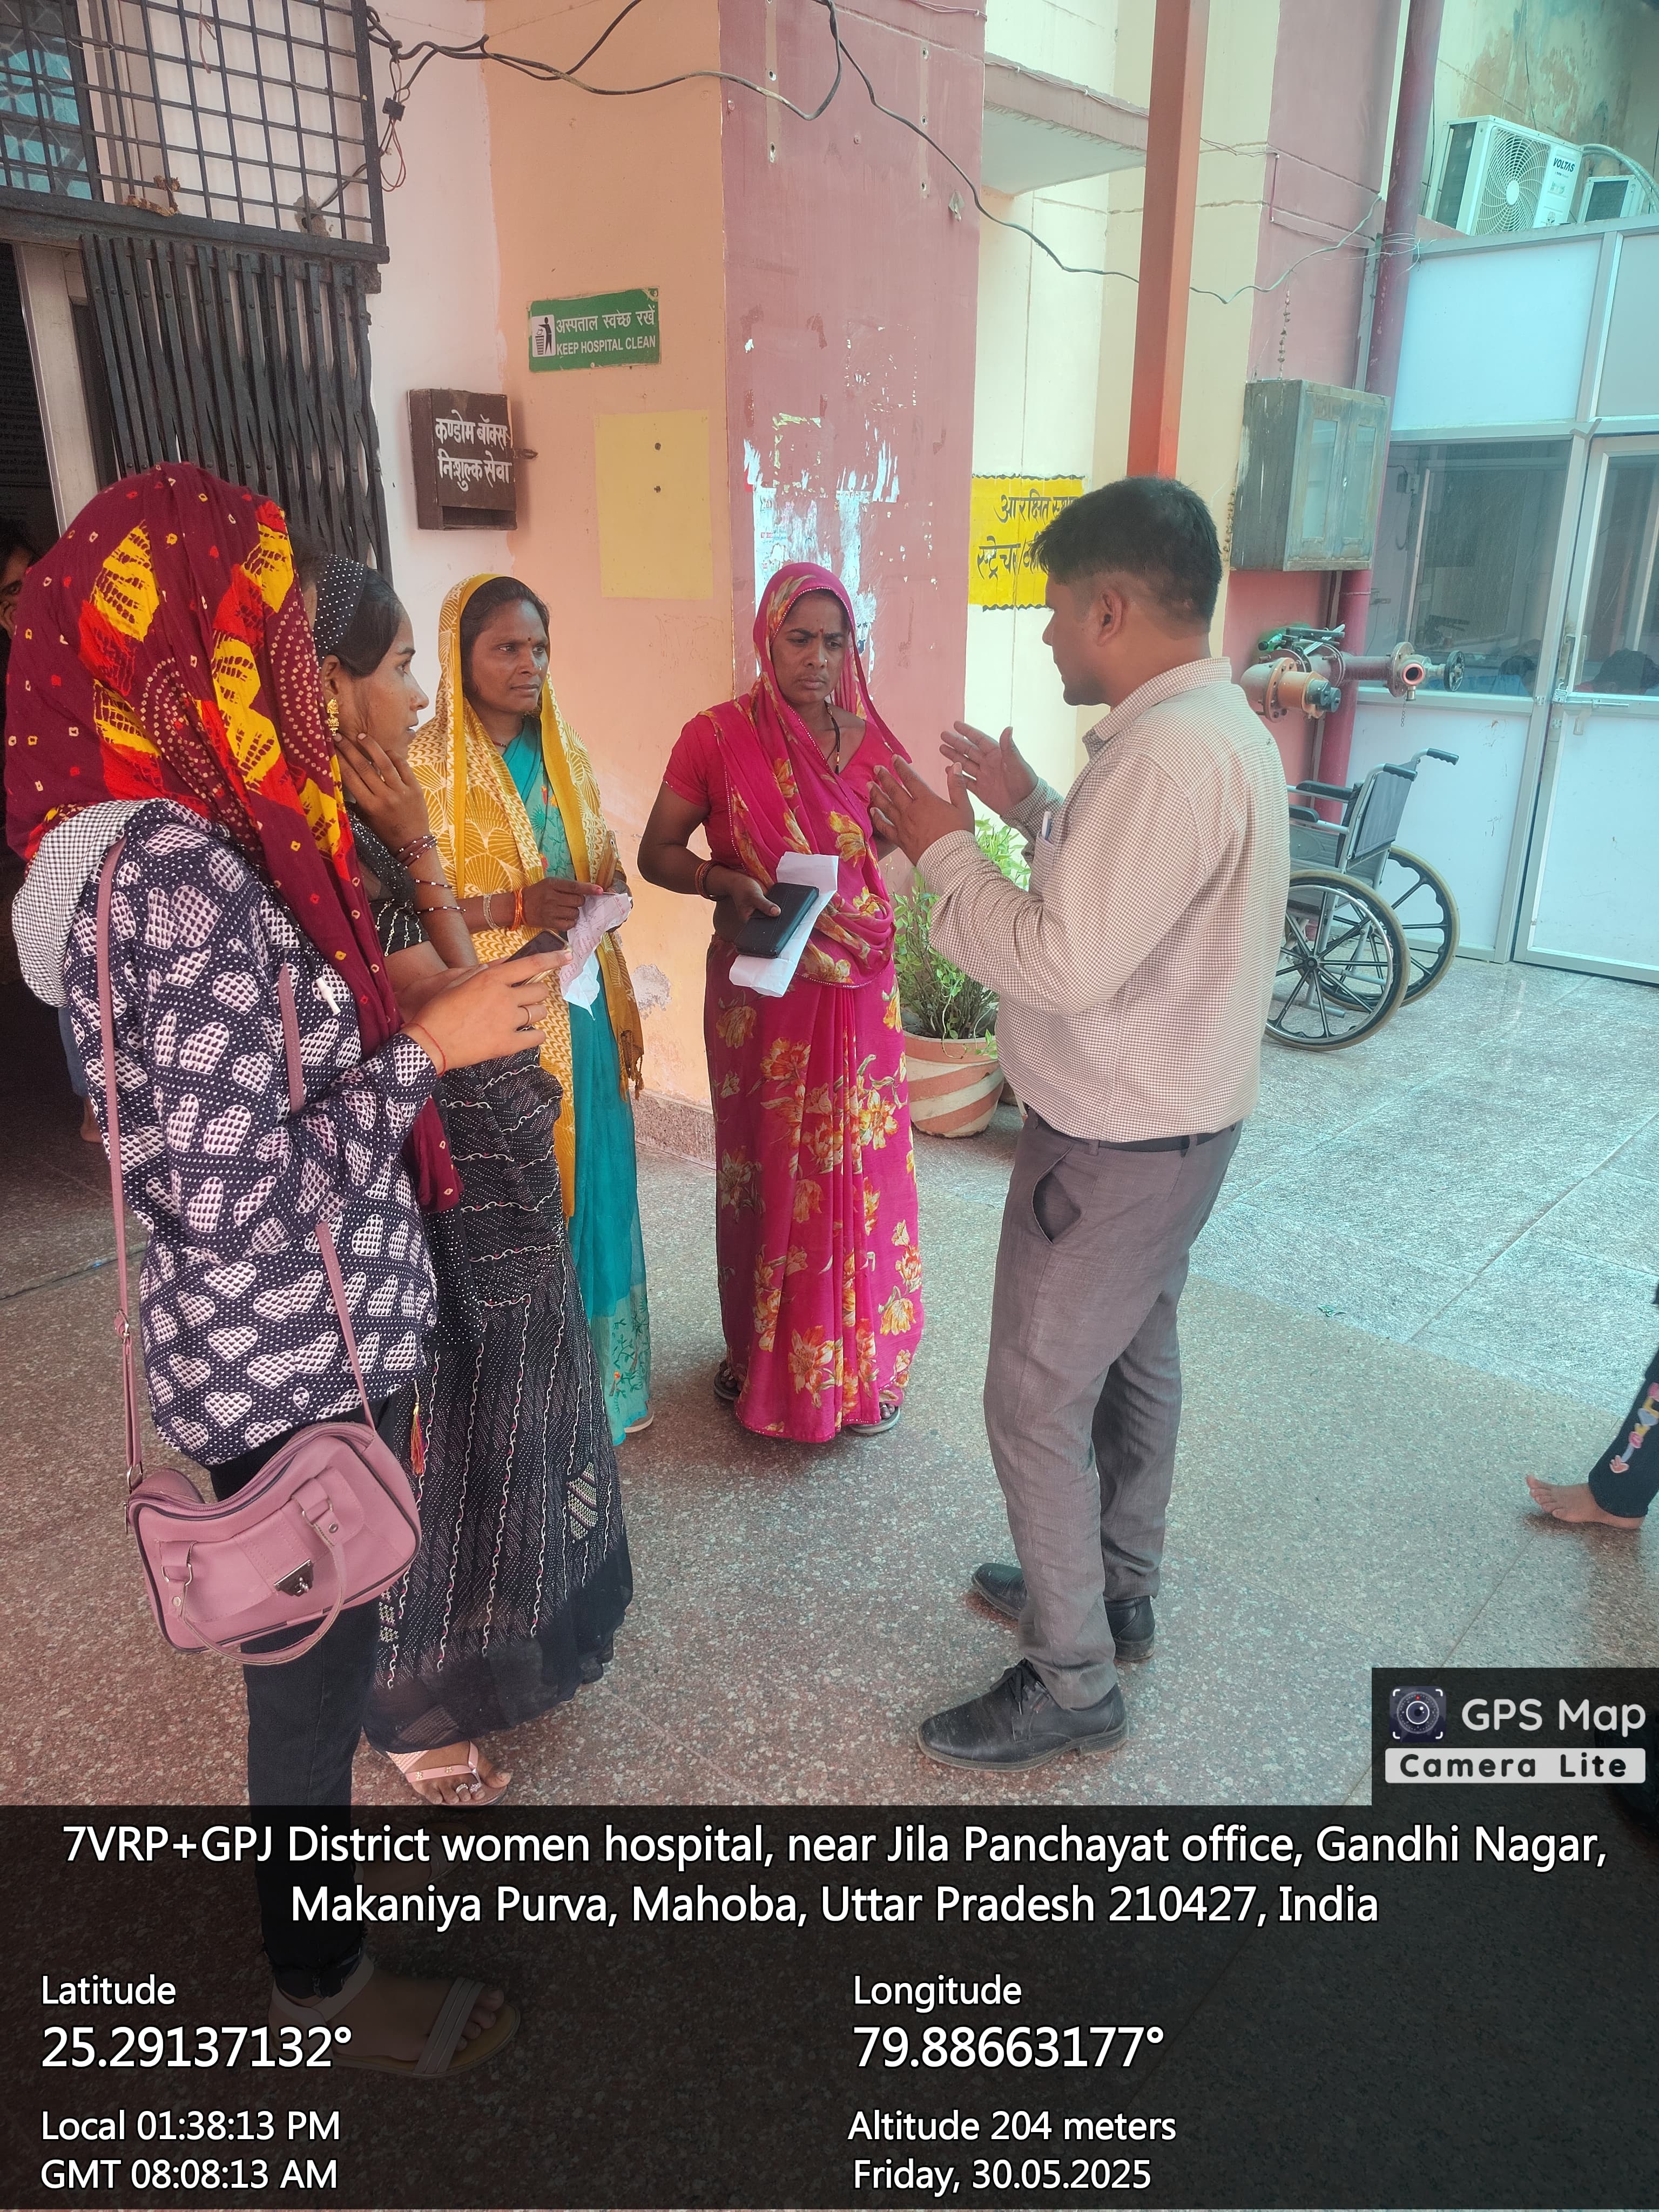 VOLTAS
अस्पताल स्वच्छ रखें
KEEP HOSPITAL CLEAN
कण्डोम बॉक्स
निःशुल्क सेवा
आरक्षित
स्ट्रेचर
GPS Map
Camera Lite
7VRP+GPJ District women hospital, near Jila Panchayat office, Gandhi Nagar,
Makaniya Purva, Mahoba, Uttar Pradesh 210427, India
Latitude
25.29137132°
Longitude
79.88663177°
Local 01:38:13 PM
GMT 08:08:13 AM
Altitude 204 meters
Friday, 30.05.2025